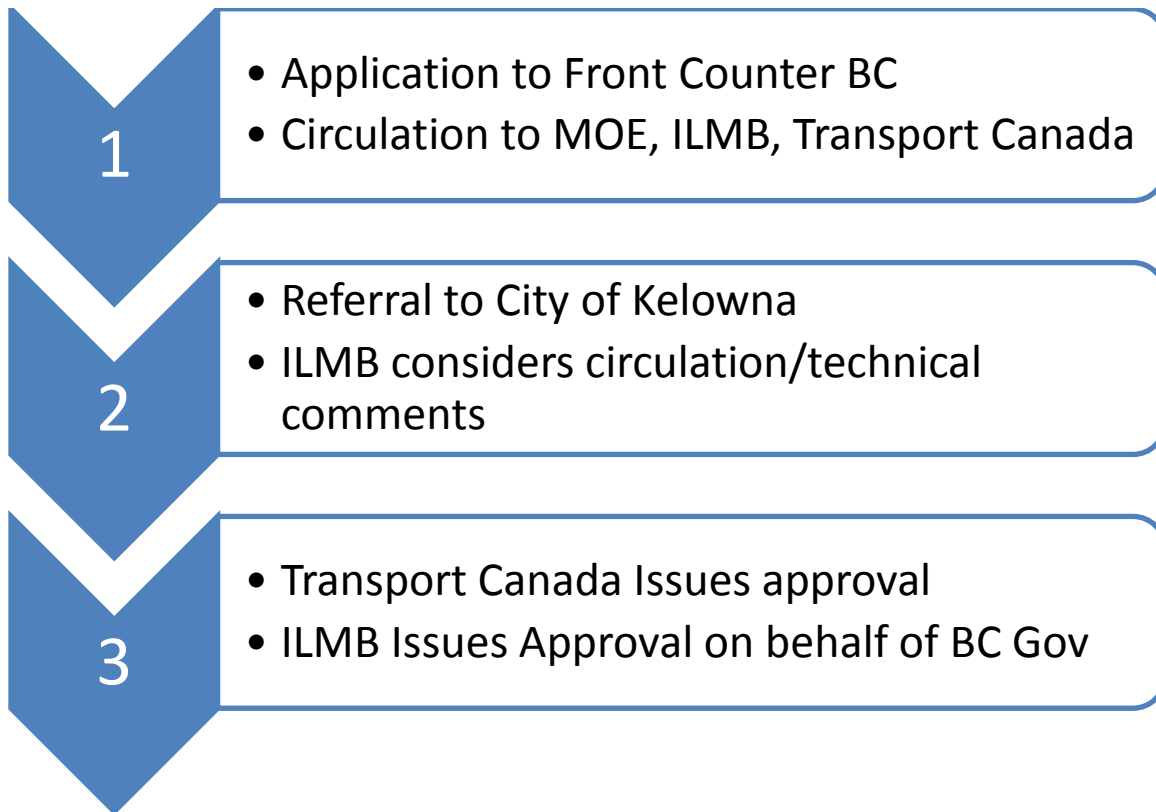 1
• Application to Front Counter BC
• Circulation to MOE, ILMB, Transport Canada
2
• Referral to City of Kelowna
• ILMB considers circulation/technical
comments
3
• Transport Canada Issues approval
• ILMB Issues Approval on behalf of BC Gov